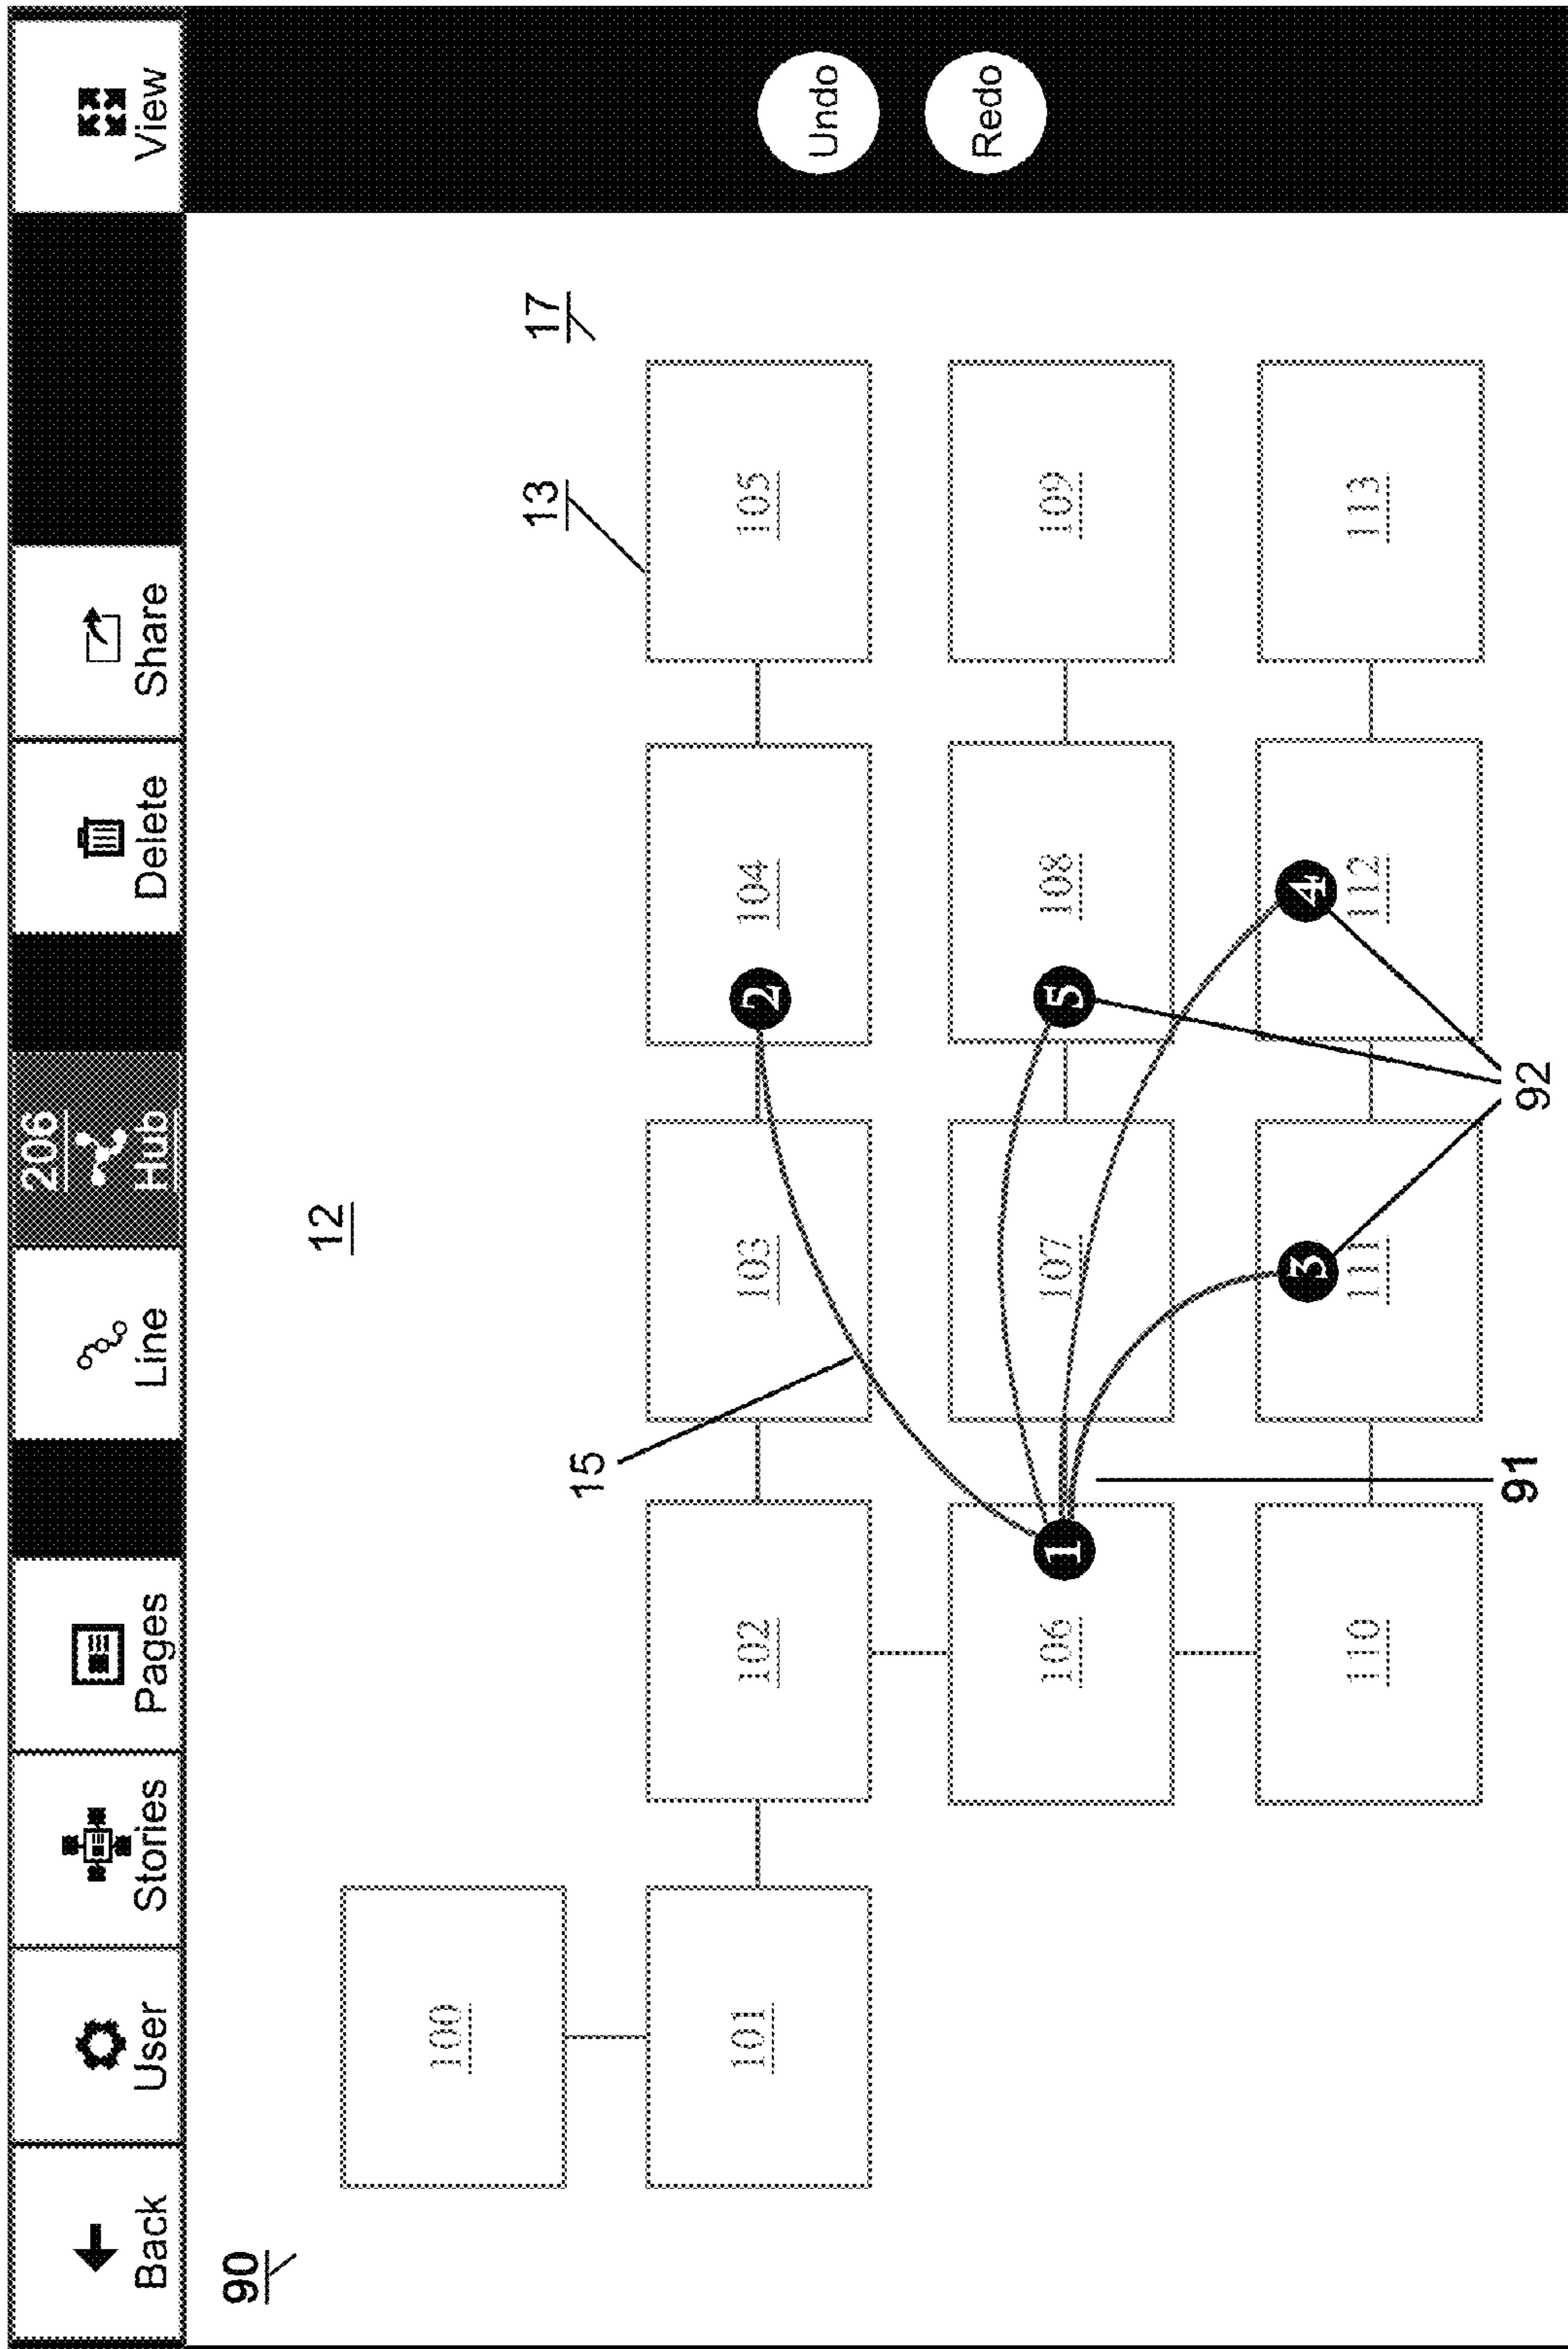 Back
User
Stories
Pages
Line
206
Hub
Delete
Share
View
90
12
17
13
15
100
101
102
103
104
105
2
106
107
108
109
1
5
110
111
112
113
3
4
91
92
Undo
Redo